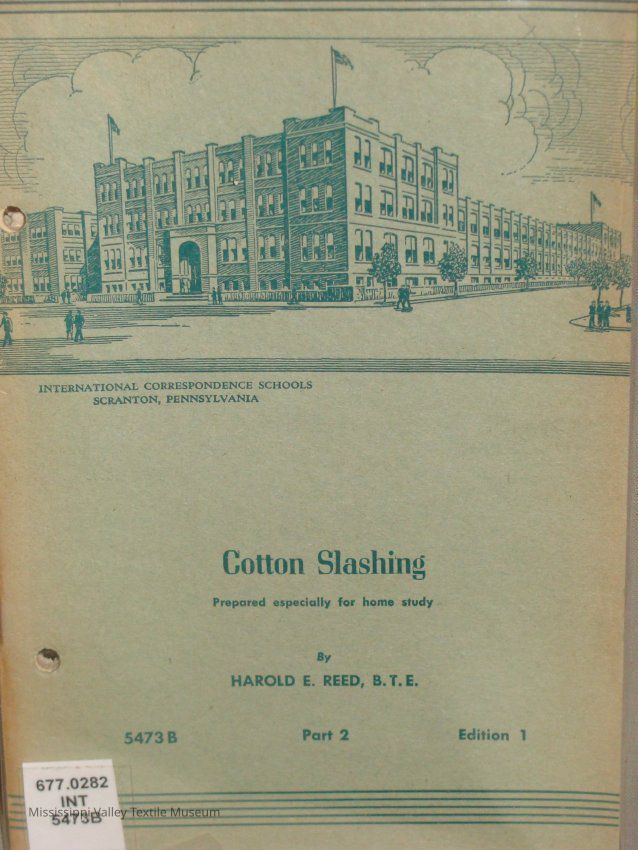 INTERNATIONAL CORRESPONDENCE SCHOOLS
SCRANTON, PENNSYLVANIA
Cotton Slashing
Prepared especially for home study
By
HAROLD E. REED, B.T.E.
5473 B Part 2 Edition 1
677.0282
INT
5473B
Mississippi Valley Textile Museum